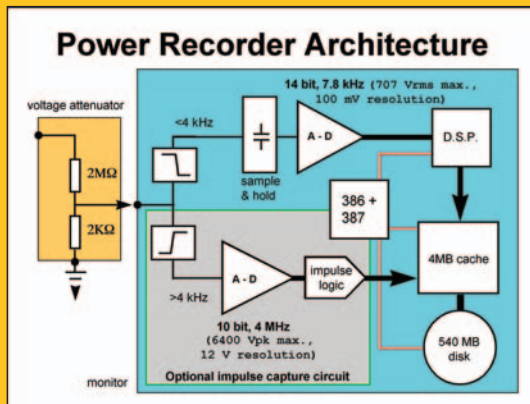 Power Recorder Architecture
14 bit, 7.8 kHz (707 Vrms max.,
100 mV resolution)
voltage attenuator
<4 kHz
A - D
D.S.P.
2MΩ
sample
& hold
386 +
387
2KΩ
4MB cache
A - D
impulse
logic
>4 kHz
10 bit, 4 MHz
(6400 Vpk max.,
12 V resolution)
540 MB
disk
monitor
Optional impulse capture circuit